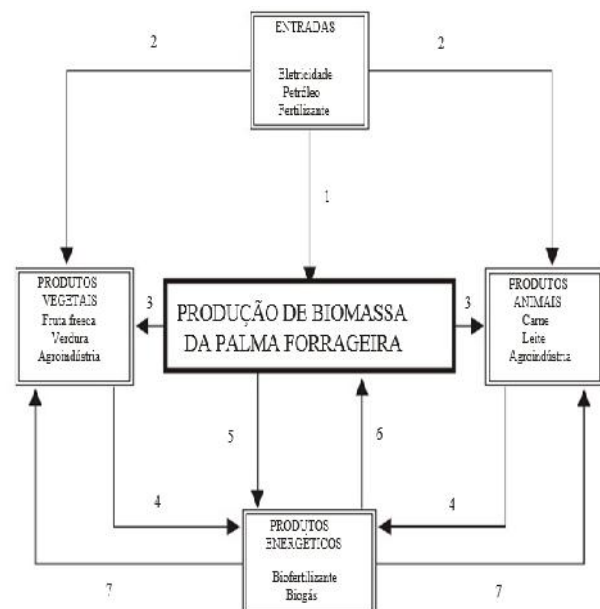 ENTRADAS
Eletricidade
Petróleo
Fertilizante
2
2
1
PRODUTOS
VEGETAIS
Fruta fresca
Verdura
Agroindústria
3
PRODUÇÃO DE BIOMASSA
DA PALMA FORRAGEIRA
3
PRODUTOS
ANIMAIS
Carne
Leite
Agroindústria
5
6
4
4
PRODUTOS
ENERGÉTICOS
Biofertilizante
Biogás
7
7